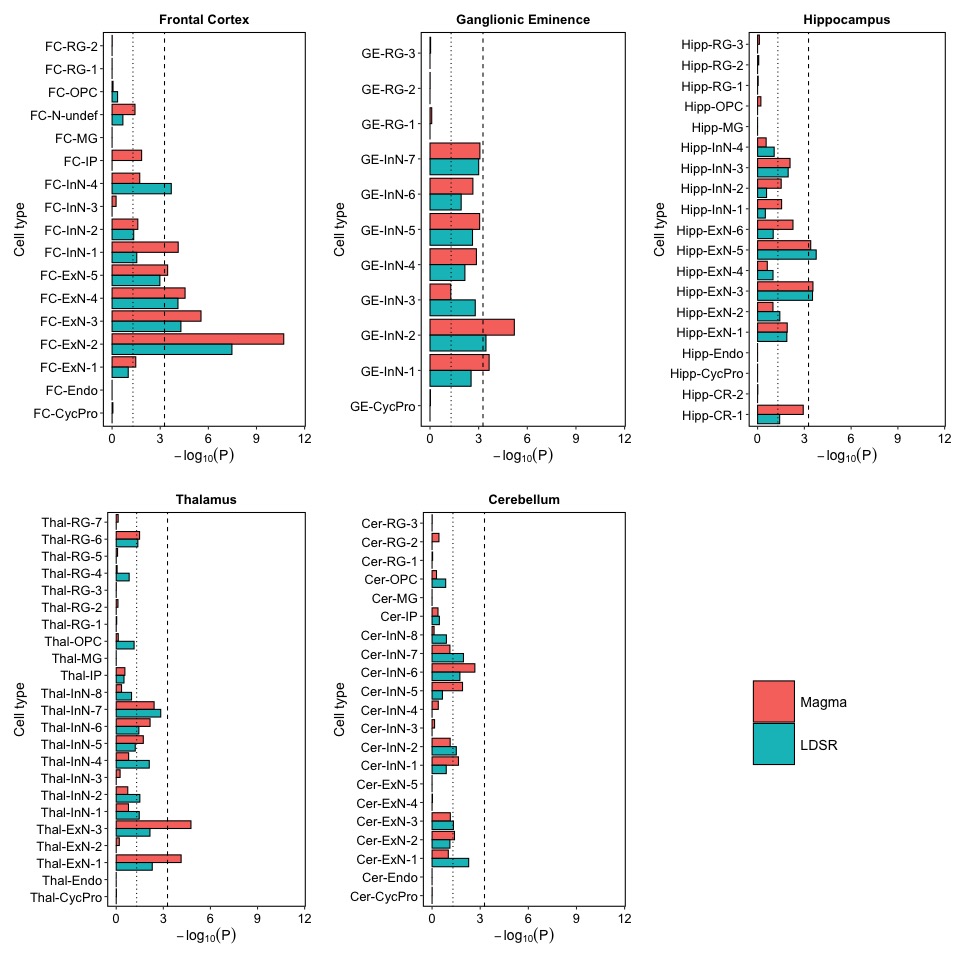 Frontal Cortex
Cell type
FC-RG-2
FC-RG-1
FC-OPC
FC-N-undef
FC-MG
FC-IP
FC-InN-4
FC-InN-3
FC-InN-2
FC-InN-1
FC-ExN-5
FC-ExN-4
FC-ExN-3
FC-ExN-2
FC-ExN-1
FC-Endo
FC-CycPro
0 3 6 9 12
−log10(P)
Ganglionic Eminence
Cell type
GE-RG-3
GE-RG-2
GE-RG-1
GE-InN-7
GE-InN-6
GE-InN-5
GE-InN-4
GE-InN-3
GE-InN-2
GE-InN-1
GE-CycPro
0 3 6 9 12
−log10(P)
Hippocampus
Cell type
Hipp-RG-3
Hipp-RG-2
Hipp-RG-1
Hipp-OPC
Hipp-MG
Hipp-InN-4
Hipp-InN-3
Hipp-InN-2
Hipp-InN-1
Hipp-ExN-6
Hipp-ExN-5
Hipp-ExN-4
Hipp-ExN-3
Hipp-ExN-2
Hipp-ExN-1
Hipp-Endo
Hipp-CycPro
Hipp-CR-2
Hipp-CR-1
0 3 6 9 12
−log10(P)
Thalamus
Cell type
Thal-RG-7
Thal-RG-6
Thal-RG-5
Thal-RG-4
Thal-RG-3
Thal-RG-2
Thal-RG-1
Thal-OPC
Thal-MG
Thal-IP
Thal-InN-8
Thal-InN-7
Thal-InN-6
Thal-InN-5
Thal-InN-4
Thal-InN-3
Thal-InN-2
Thal-InN-1
Thal-ExN-3
Thal-ExN-2
Thal-ExN-1
Thal-Endo
Thal-CycPro
0 3 6 9 12
−log10(P)
Cerebellum
Cell type
Cer-RG-3
Cer-RG-2
Cer-RG-1
Cer-OPC
Cer-MG
Cer-IP
Cer-InN-8
Cer-InN-7
Cer-InN-6
Cer-InN-5
Cer-InN-4
Cer-InN-3
Cer-InN-2
Cer-InN-1
Cer-ExN-5
Cer-ExN-4
Cer-ExN-3
Cer-ExN-2
Cer-ExN-1
Cer-Endo
Cer-CycPro
0 3 6 9 12
−log10(P)
Magma
LDSR